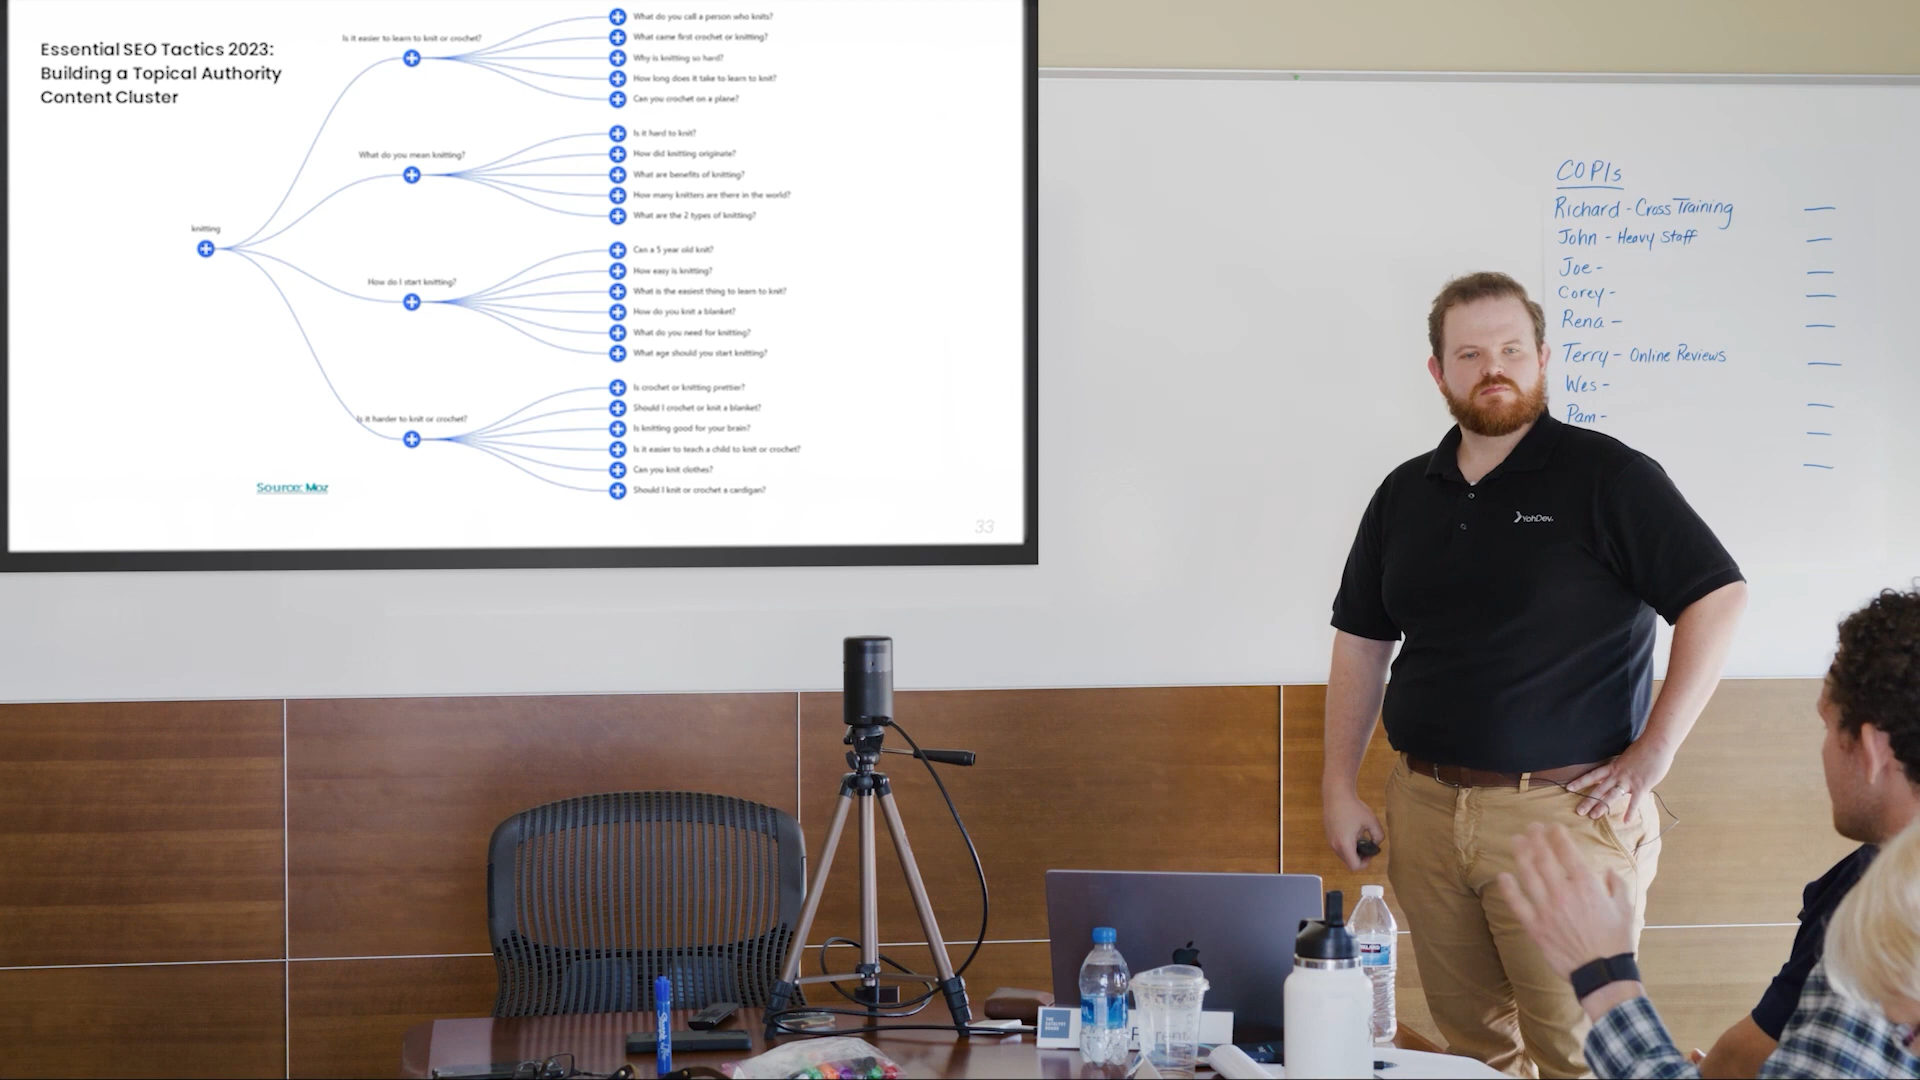 Essential SEO Tactics 2023:
Building a Topical Authority
Content Cluster
knitting
Is it easier to learn to knit or crochet?
What do you call a person who knits?
What came first crochet or knitting?
Why is knitting so hard?
How long does it take to learn to knit?
Can you crochet on a plane?
What do you mean knitting?
Is it hard to knit?
How did knitting originate?
What are benefits of knitting?
How many knitters are there in the world?
What are the 2 types of knitting?
How do I start knitting?
Can a 5 year old knit?
How easy is knitting?
What is the easiest thing to learn to knit?
How do you knit a blanket?
What do you need for knitting?
What age should you start knitting?
Is it harder to knit or crochet?
Is crochet or knitting prettier?
Should I crochet or knit a blanket?
Is knitting good for your brain?
Is it easier to teach a child to knit or crochet?
Can you knit clothes?
Should I knit or crochet a cardigan?
Source: Moz
33
COPIs
Richard - Cross Training
John - Heavy Staff
Joe -
Corey -
Rena -
Terry - Online Reviews
Wes -
Pam -
YohDev.
THE
CATALYST
BOARD